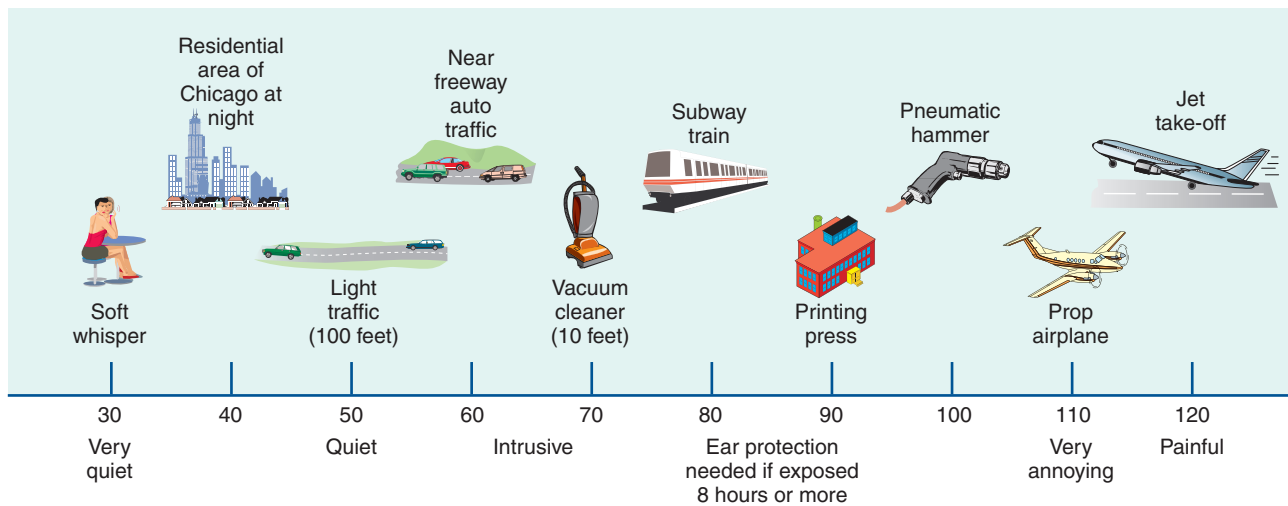 Residential
area of
Chicago at
night
Near
freeway
auto
traffic
Subway
train
Pneumatic
hammer
Jet
take-off
Soft
whisper
Light
traffic
(100 feet)
Vacuum
cleaner
(10 feet)
Printing
press
Prop
airplane
30 40 50 60 70 80 90 100 110 120
Very
quiet
Quiet
Intrusive
Ear protection
needed if exposed
8 hours or more
Very
annoying
Painful